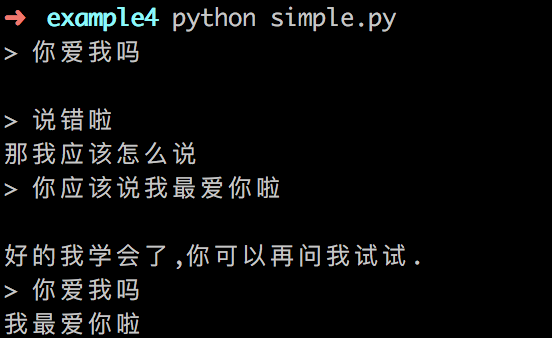 ➜ example4 python simple.py
> 你爱我吗
> 说错啦
那我应该怎么说
> 你应该说我最爱你啦
好的我学会了,你可以再问我试试.
> 你爱我吗
我最爱你啦